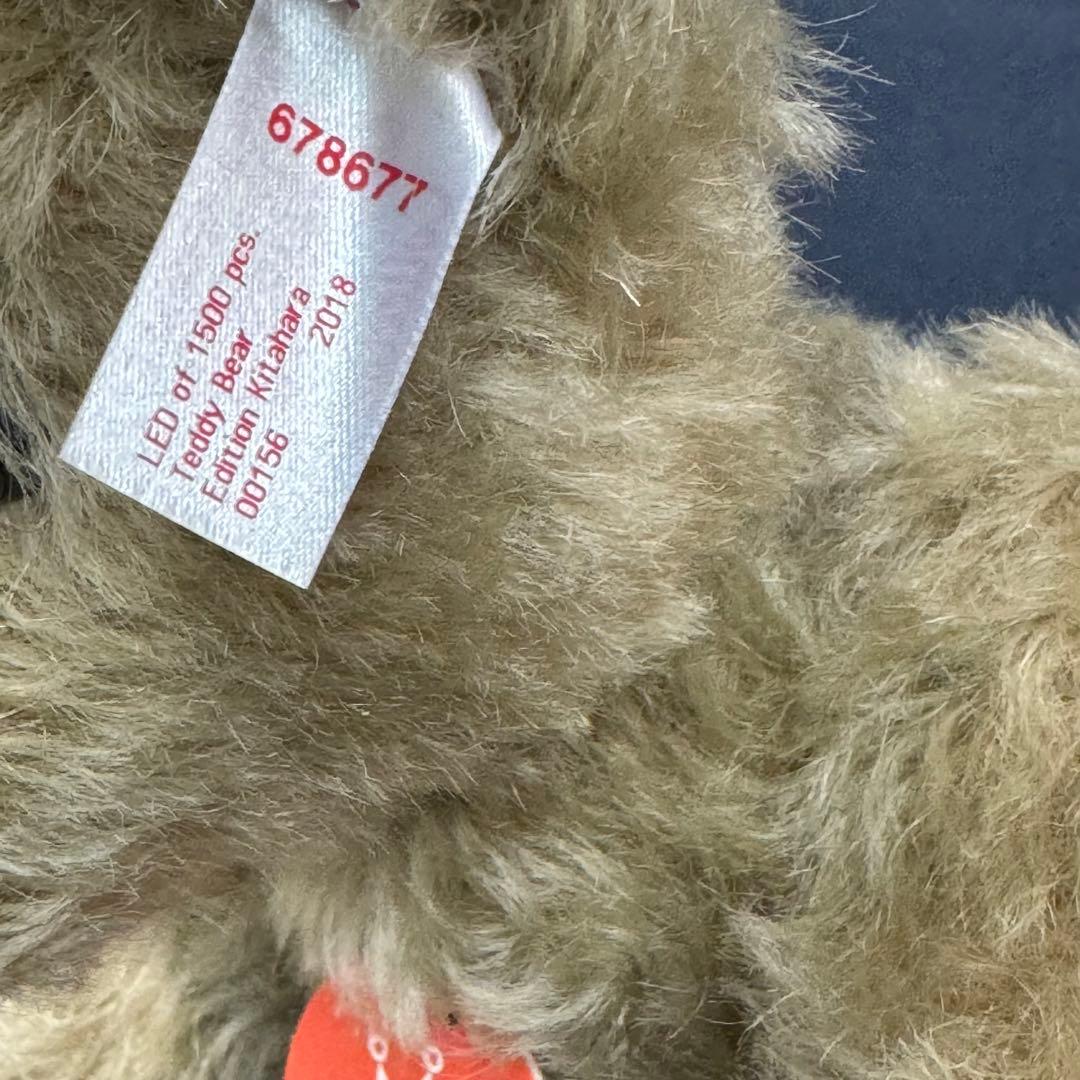 678677
LED of 1500 pcs.
Teddy Bear
Edition Kitahara
00156 2018